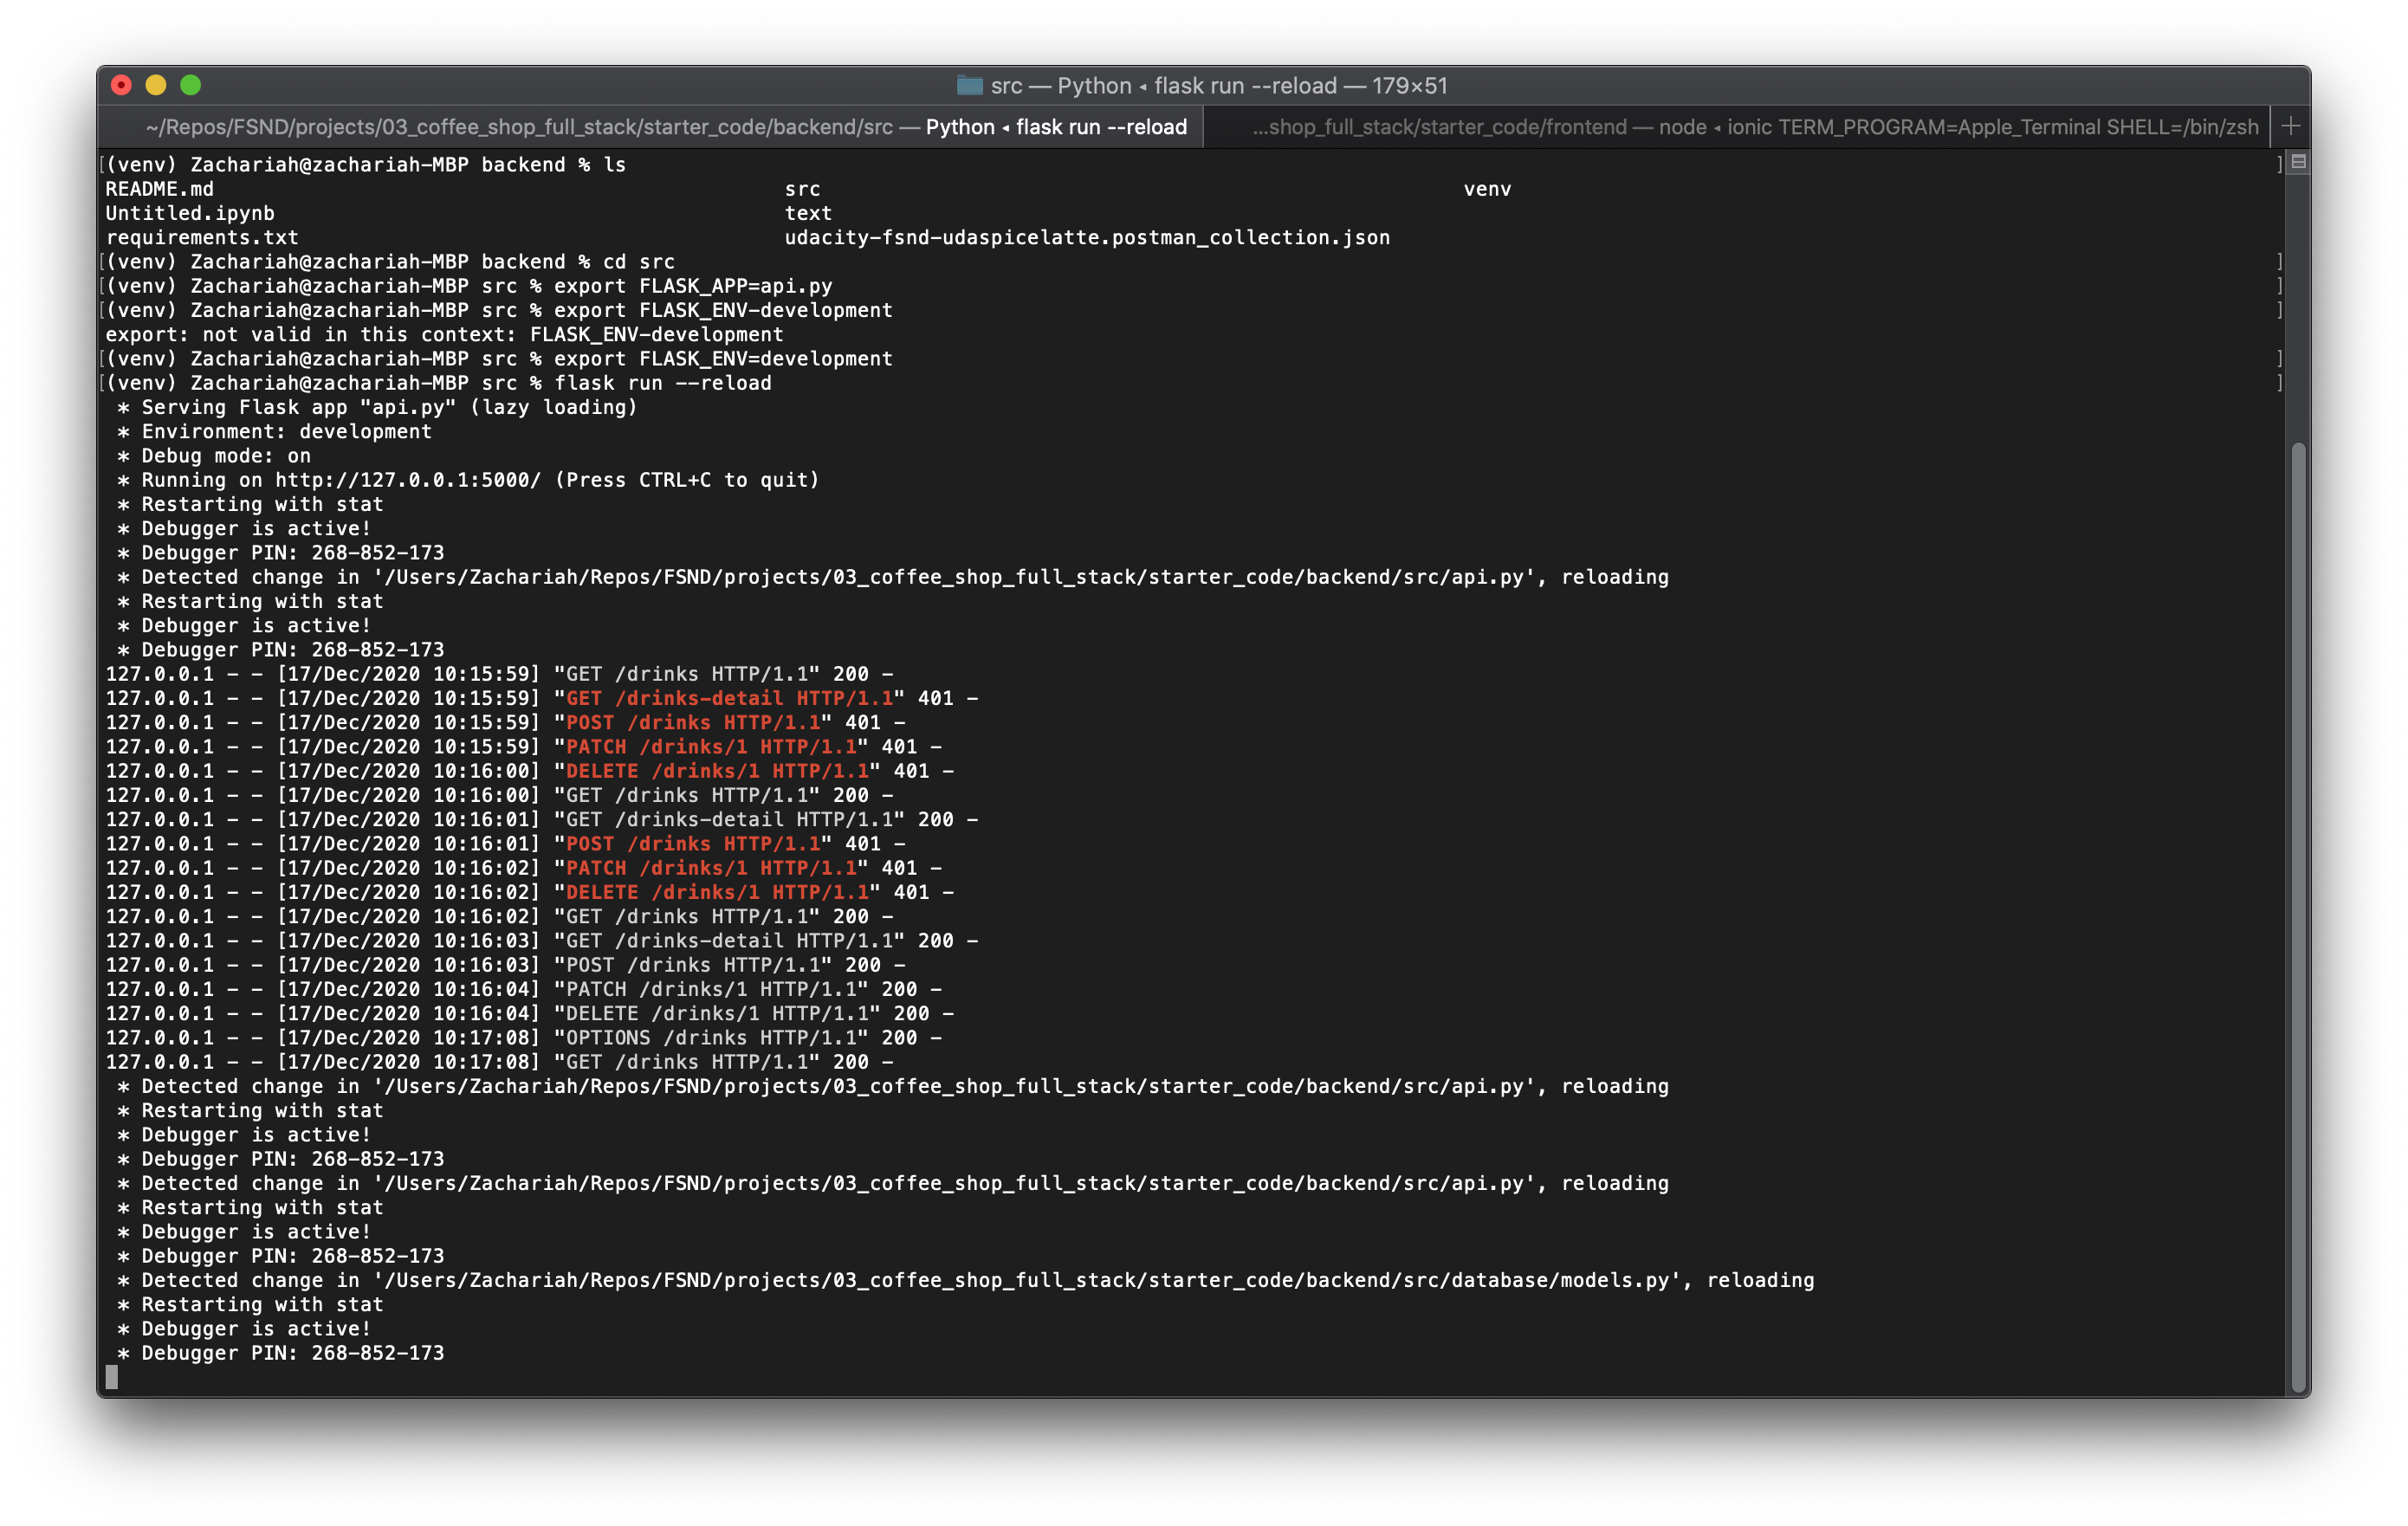 src — Python ◂ flask run --reload — 179×51
~/Repos/FSND/projects/03_coffee_shop_full_stack/starter_code/backend/src — Python ◂ flask run --reload
...shop_full_stack/starter_code/frontend — node ◂ ionic TERM_PROGRAM=Apple_Terminal SHELL=/bin/zsh
[(venv) Zachariah@zachariah-MBP backend % ls ]
README.md src venv
Untitled.ipynb text
requirements.txt udacity-fsnd-udaspicelatte.postman_collection.json
[(venv) Zachariah@zachariah-MBP backend % cd src ]
[(venv) Zachariah@zachariah-MBP src % export FLASK_APP=api.py ]
[(venv) Zachariah@zachariah-MBP src % export FLASK_ENV-development ]
export: not valid in this context: FLASK_ENV-development
[(venv) Zachariah@zachariah-MBP src % export FLASK_ENV=development ]
[(venv) Zachariah@zachariah-MBP src % flask run --reload ]
 * Serving Flask app "api.py" (lazy loading)
 * Environment: development
 * Debug mode: on
 * Running on http://127.0.0.1:5000/ (Press CTRL+C to quit)
 * Restarting with stat
 * Debugger is active!
 * Debugger PIN: 268-852-173
 * Detected change in '/Users/Zachariah/Repos/FSND/projects/03_coffee_shop_full_stack/starter_code/backend/src/api.py', reloading
 * Restarting with stat
 * Debugger is active!
 * Debugger PIN: 268-852-173
127.0.0.1 - - [17/Dec/2020 10:15:59] "GET /drinks HTTP/1.1" 200 -
127.0.0.1 - - [17/Dec/2020 10:15:59] "GET /drinks-detail HTTP/1.1" 401 -
127.0.0.1 - - [17/Dec/2020 10:15:59] "POST /drinks HTTP/1.1" 401 -
127.0.0.1 - - [17/Dec/2020 10:15:59] "PATCH /drinks/1 HTTP/1.1" 401 -
127.0.0.1 - - [17/Dec/2020 10:16:00] "DELETE /drinks/1 HTTP/1.1" 401 -
127.0.0.1 - - [17/Dec/2020 10:16:00] "GET /drinks HTTP/1.1" 200 -
127.0.0.1 - - [17/Dec/2020 10:16:01] "GET /drinks-detail HTTP/1.1" 200 -
127.0.0.1 - - [17/Dec/2020 10:16:01] "POST /drinks HTTP/1.1" 401 -
127.0.0.1 - - [17/Dec/2020 10:16:02] "PATCH /drinks/1 HTTP/1.1" 401 -
127.0.0.1 - - [17/Dec/2020 10:16:02] "DELETE /drinks/1 HTTP/1.1" 401 -
127.0.0.1 - - [17/Dec/2020 10:16:02] "GET /drinks HTTP/1.1" 200 -
127.0.0.1 - - [17/Dec/2020 10:16:03] "GET /drinks-detail HTTP/1.1" 200 -
127.0.0.1 - - [17/Dec/2020 10:16:03] "POST /drinks HTTP/1.1" 200 -
127.0.0.1 - - [17/Dec/2020 10:16:04] "PATCH /drinks/1 HTTP/1.1" 200 -
127.0.0.1 - - [17/Dec/2020 10:16:04] "DELETE /drinks/1 HTTP/1.1" 200 -
127.0.0.1 - - [17/Dec/2020 10:17:08] "OPTIONS /drinks HTTP/1.1" 200 -
127.0.0.1 - - [17/Dec/2020 10:17:08] "GET /drinks HTTP/1.1" 200 -
 * Detected change in '/Users/Zachariah/Repos/FSND/projects/03_coffee_shop_full_stack/starter_code/backend/src/api.py', reloading
 * Restarting with stat
 * Debugger is active!
 * Debugger PIN: 268-852-173
 * Detected change in '/Users/Zachariah/Repos/FSND/projects/03_coffee_shop_full_stack/starter_code/backend/src/api.py', reloading
 * Restarting with stat
 * Debugger is active!
 * Debugger PIN: 268-852-173
 * Detected change in '/Users/Zachariah/Repos/FSND/projects/03_coffee_shop_full_stack/starter_code/backend/src/database/models.py', reloading
 * Restarting with stat
 * Debugger is active!
 * Debugger PIN: 268-852-173